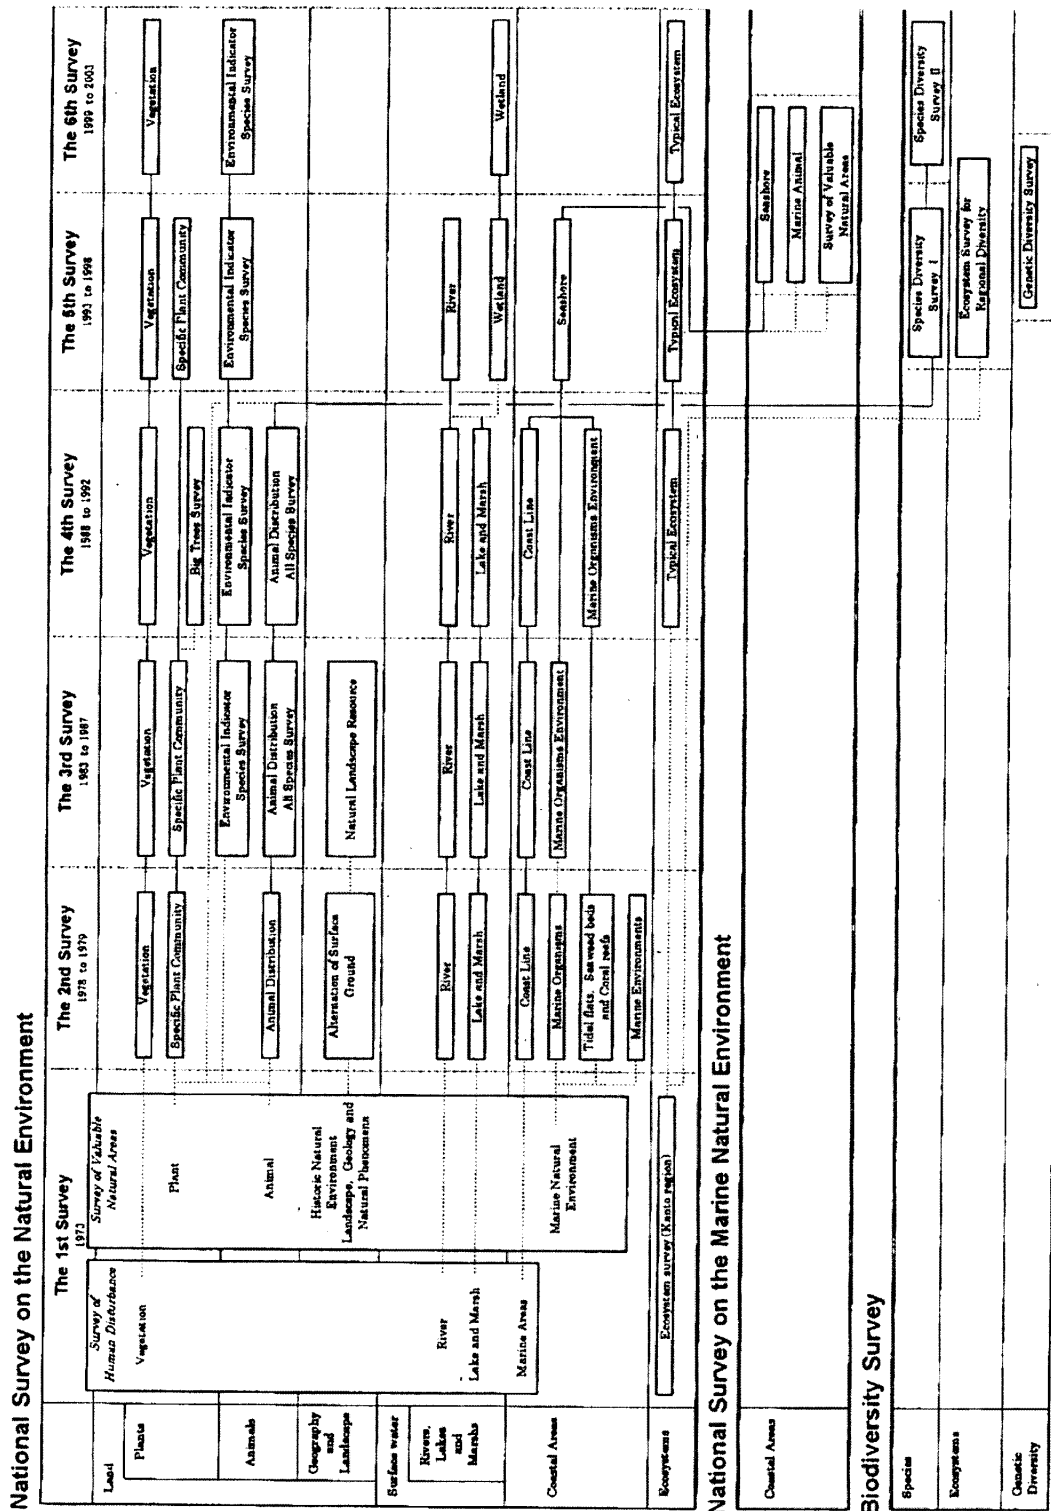 National Survey on the Natural Environment
The 1st Survey
1973
The 2nd Survey
1978 to 1979
The 3rd Survey
1983 to 1987
The 4th Survey
1988 to 1992
The 5th Survey
1993 to 1998
The 6th Survey
1999 to 2003
Land
Survey of
Human Disturbance
Survey of Valuable
Natural Areas
Plants
Vegetation
Vegetation
Vegetation
Vegetation
Vegetation
Vegetation
Plant
Specific Plant Community
Specific Plant Community
Specific Plant Community
Big Trees Survey
Animals
Environmental Indicator
Species Survey
Environmental Indicator
Species Survey
Environmental Indicator
Species Survey
Environmental Indicator
Species Survey
Animal
Animal Distribution
Animal Distribution
All Species Survey
Animal Distribution
All Species Survey
Geography
and
Landscape
Historic Natural
Environment
Landscape, Geology and
Natural Phenomena
Alternation of Surface
Ground
Natural Landscape Resource
Surface water
Rivers,
Lakes
and
Marshs
River
River
River
River
River
Lake and Marsh
Lake and Marsh
Lake and Marsh
Lake and Marsh
Wetland
Wetland
Coastal Areas
Marine Areas
Coast Line
Coast Line
Coast Line
Marine Natural
Environment
Marine Organisms
Marine Organisms Environment
Seashore
Tidal flats, Seaweed beds
and Coral reefs
Marine Organisms Environment
Marine Environments
Ecosystems
Ecosystem survey (Kanto region)
Typical Ecosystem
Typical Ecosystem
Typical Ecosystem
National Survey on the Marine Natural Environment
Coastal Areas
Seashore
Marine Animal
Survey of Valuable
Natural Areas
Biodiversity Survey
Species
Species Diversity
Survey I
Species Diversity
Survey II
Ecosystems
Ecosystem Survey for
Regional Diversity
Genetic
Diversity
Genetic Diversity Survey